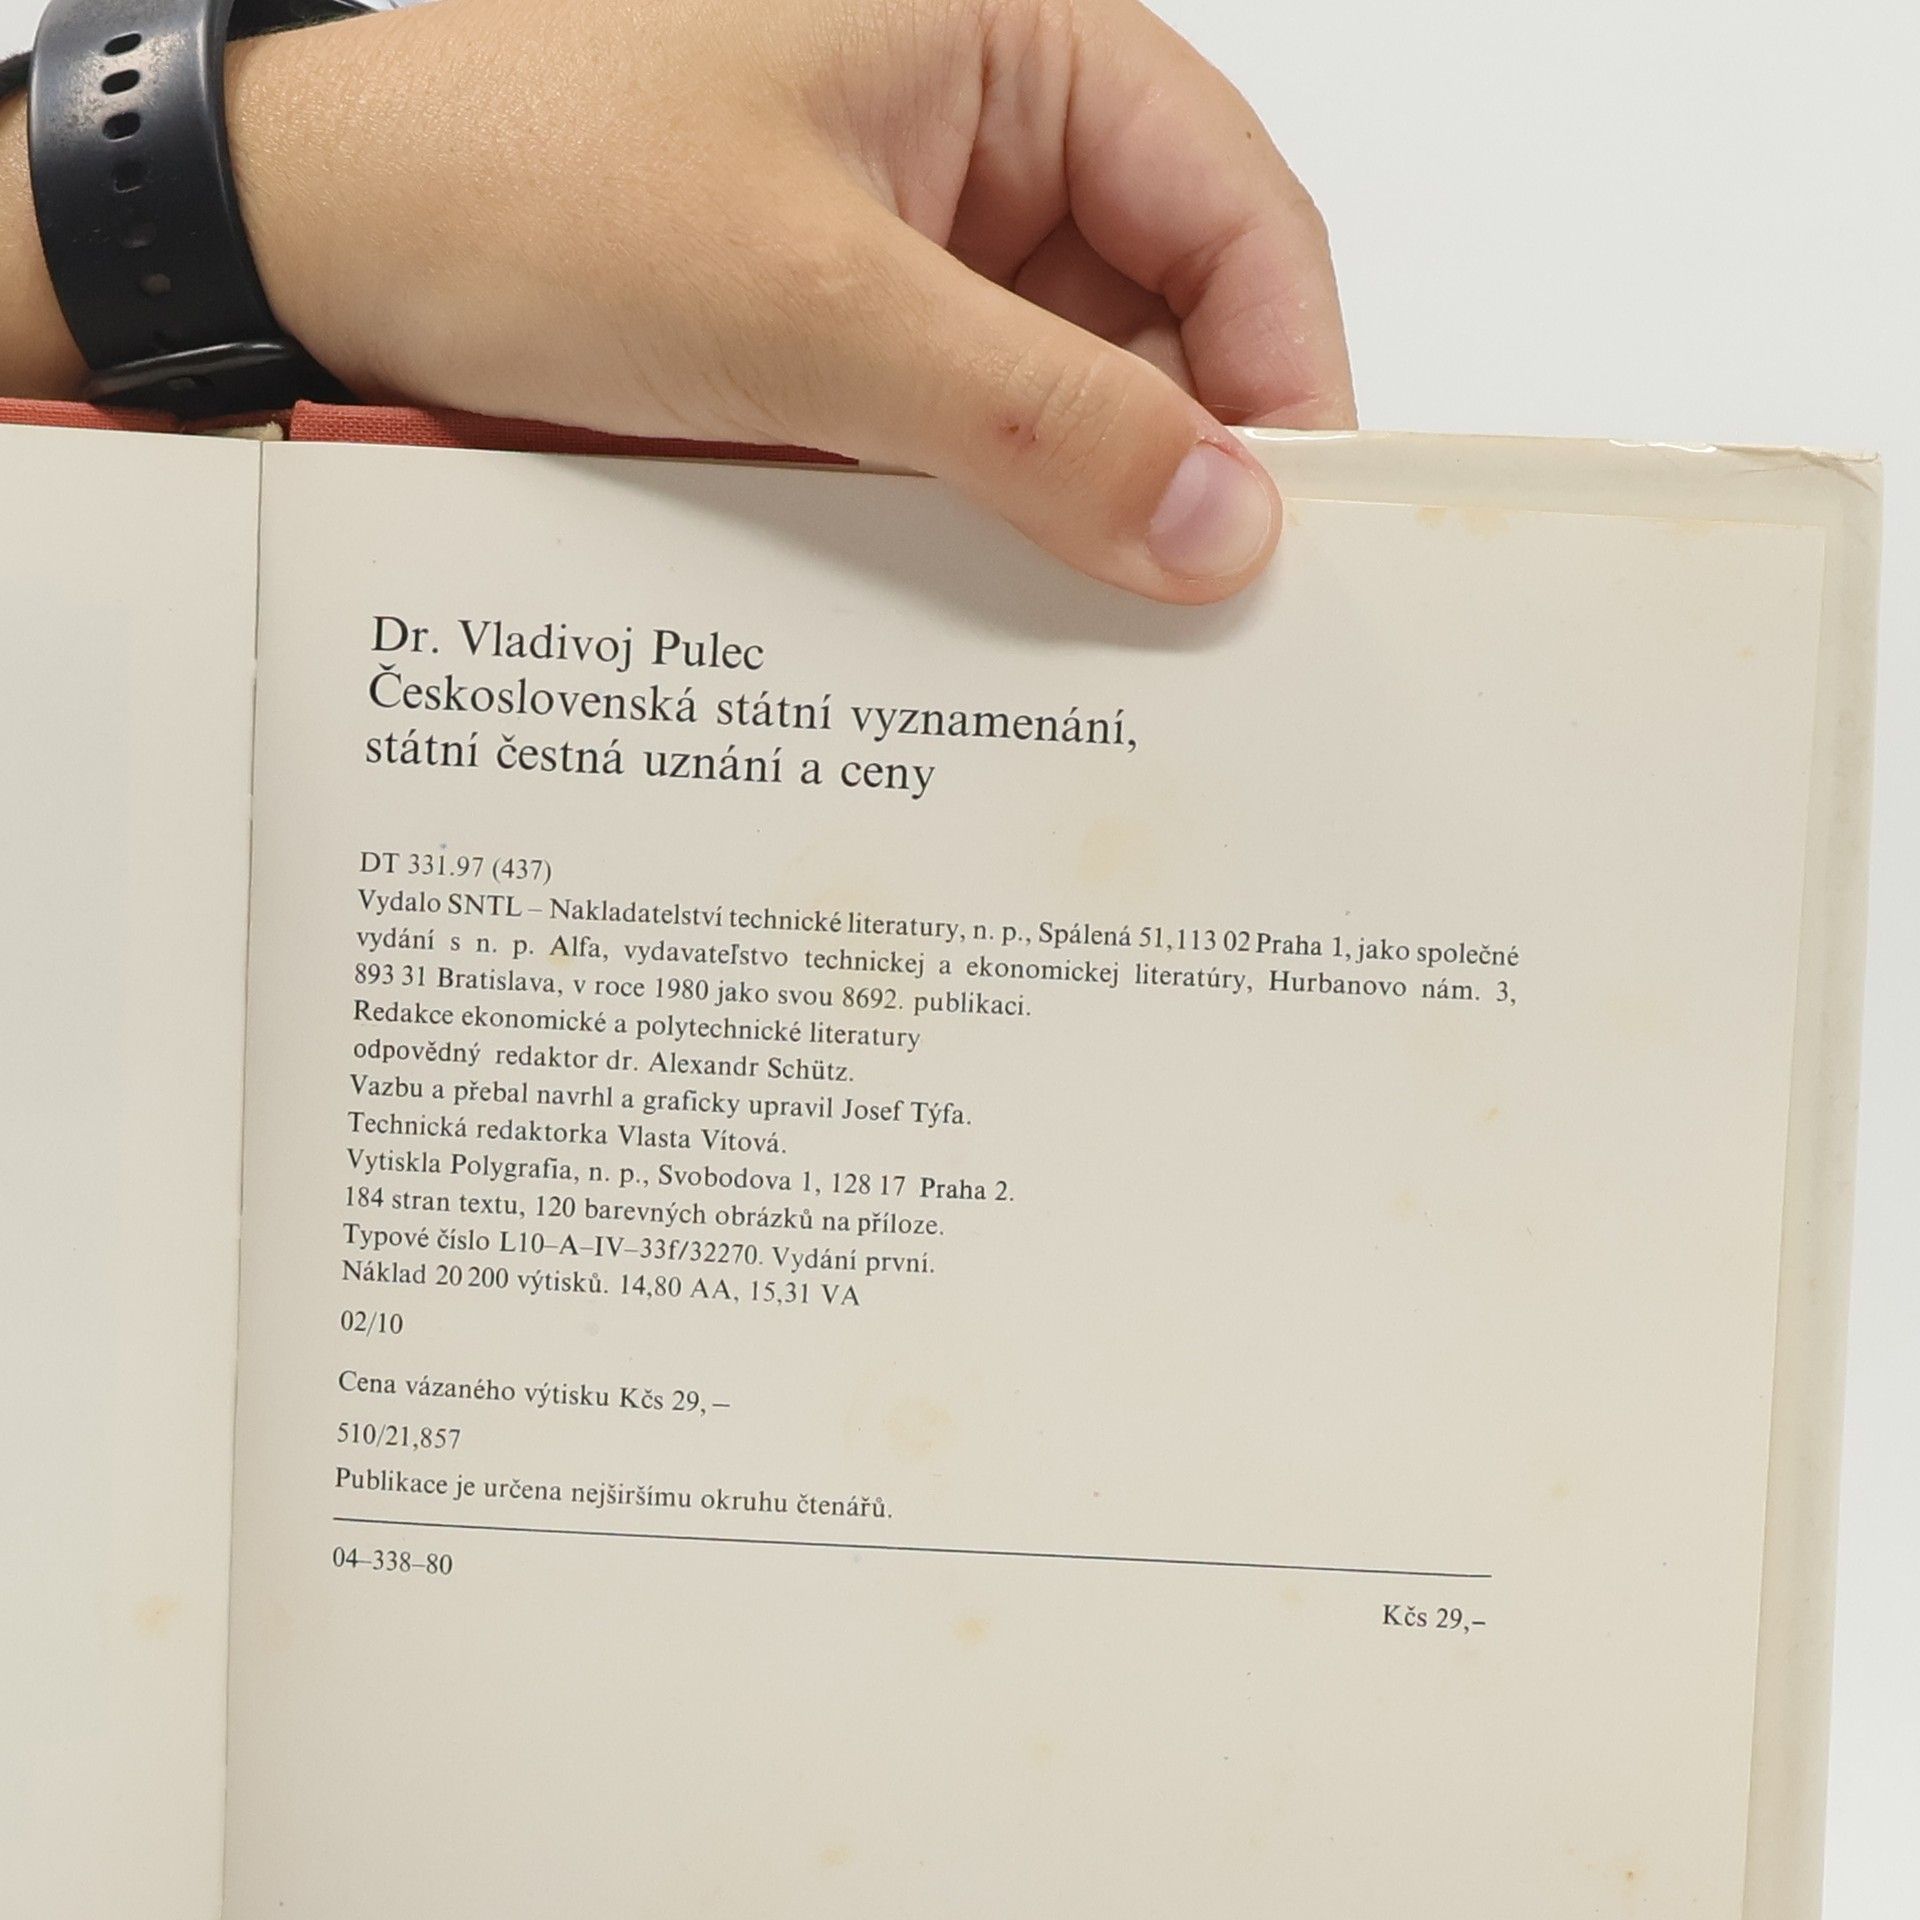 Dr. Vladivoj Pulec
Československá státní vyznamenání,
státní čestná uznání a ceny
DT 331.97 (437)
Vydalo SNTL – Nakladatelství technické literatury, n. p., Spálená 51, 113 02 Praha 1, jako společné
vydání s n. p. Alfa, vydavateľstvo technickej a ekonomickej literatúry, Hurbanovo nám. 3,
893 31 Bratislava, v roce 1980 jako svou 8692. publikaci.
Redakce ekonomické a polytechnické literatury
odpovědný redaktor dr. Alexandr Schütz.
Vazbu a přebal navrhl a graficky upravil Josef Týfa.
Technická redaktorka Vlasta Vítová.
Vytiskla Polygrafia, n. p., Svobodova 1, 128 17 Praha 2.
184 stran textu, 120 barevných obrázků na příloze.
Typové číslo L10–A–IV–33f/32270. Vydání první.
Náklad 20 200 výtisků. 14,80 AA, 15,31 VA
02/10
Cena vázaného výtisku Kčs 29,–
510/21,857
Publikace je určena nejširšímu okruhu čtenářů.
04–338–80
Kčs 29,–